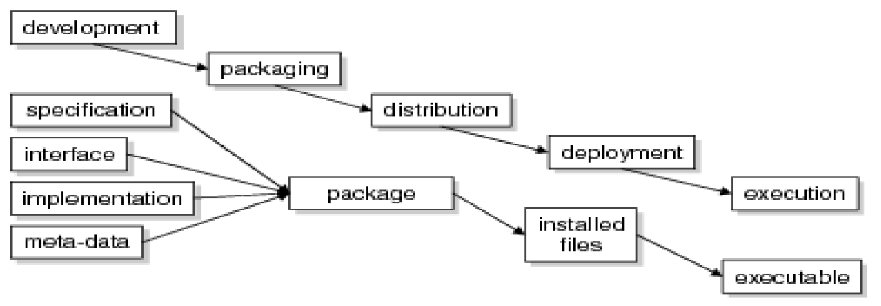 development
packaging
specification
distribution
interface
deployment
implementation
package
execution
meta-data
installed
files
executable